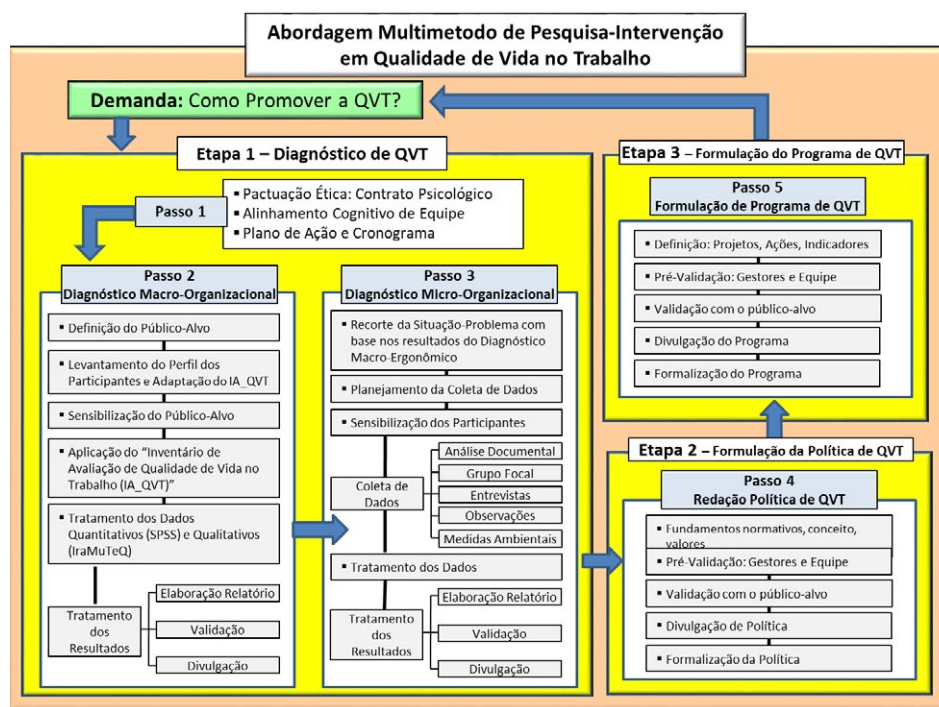 Abordagem Multimetodo de Pesquisa-Intervenção
em Qualidade de Vida no Trabalho
Demanda: Como Promover a QVT?
Etapa 1 – Diagnóstico de QVT
Passo 1
▪ Pactuação Ética: Contrato Psicológico
▪ Alinhamento Cognitivo de Equipe
▪ Plano de Ação e Cronograma
Passo 2
Diagnóstico Macro-Organizacional
▪ Definição do Público-Alvo
▪ Levantamento do Perfil dos
Participantes e Adaptação do IA_QVT
▪ Sensibilização do Público-Alvo
▪ Aplicação do “Inventário de
Avaliação de Qualidade de Vida no
Trabalho (IA_QVT)”
▪ Tratamento dos Dados
Quantitativos (SPSS) e Qualitativos
(IraMuTeQ)
Tratamento
dos
Resultados
Elaboração Relatório
Validação
Divulgação
Passo 3
Diagnóstico Micro-Organizacional
▪ Recorte da Situação-Problema com
base nos resultados do Diagnóstico
Macro-Ergonômico
▪ Planejamento da Coleta de Dados
▪ Sensibilização dos Participantes
Coleta de
Dados
Análise Documental
Grupo Focal
Entrevistas
Observações
Medidas Ambientais
▪ Tratamento dos Dados
Tratamento
dos
Resultados
Elaboração Relatório
Validação
Divulgação
Etapa 2 – Formulação da Política de QVT
Passo 4
Redação Política de QVT
▪ Fundamentos normativos, conceito,
valores
▪ Pré-Validação: Gestores e Equipe
▪ Validação com o público-alvo
▪ Divulgação de Política
▪ Formalização da Política
Etapa 3 – Formulação do Programa de QVT
Passo 5
Formulação de Programa de QVT
▪ Definição: Projetos, Ações, Indicadores
▪ Pré-Validação: Gestores e Equipe
▪ Validação com o público-alvo
▪ Divulgação do Programa
▪ Formalização do Programa